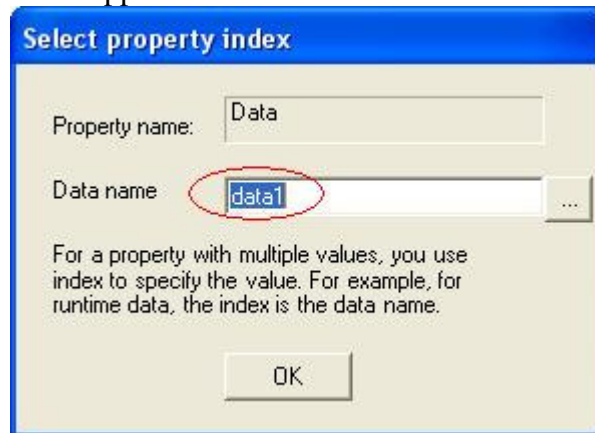 Select property index
Property name: Data
Data name data1 ...
For a property with multiple values, you use
index to specify the value. For example, for
runtime data, the index is the data name.
OK